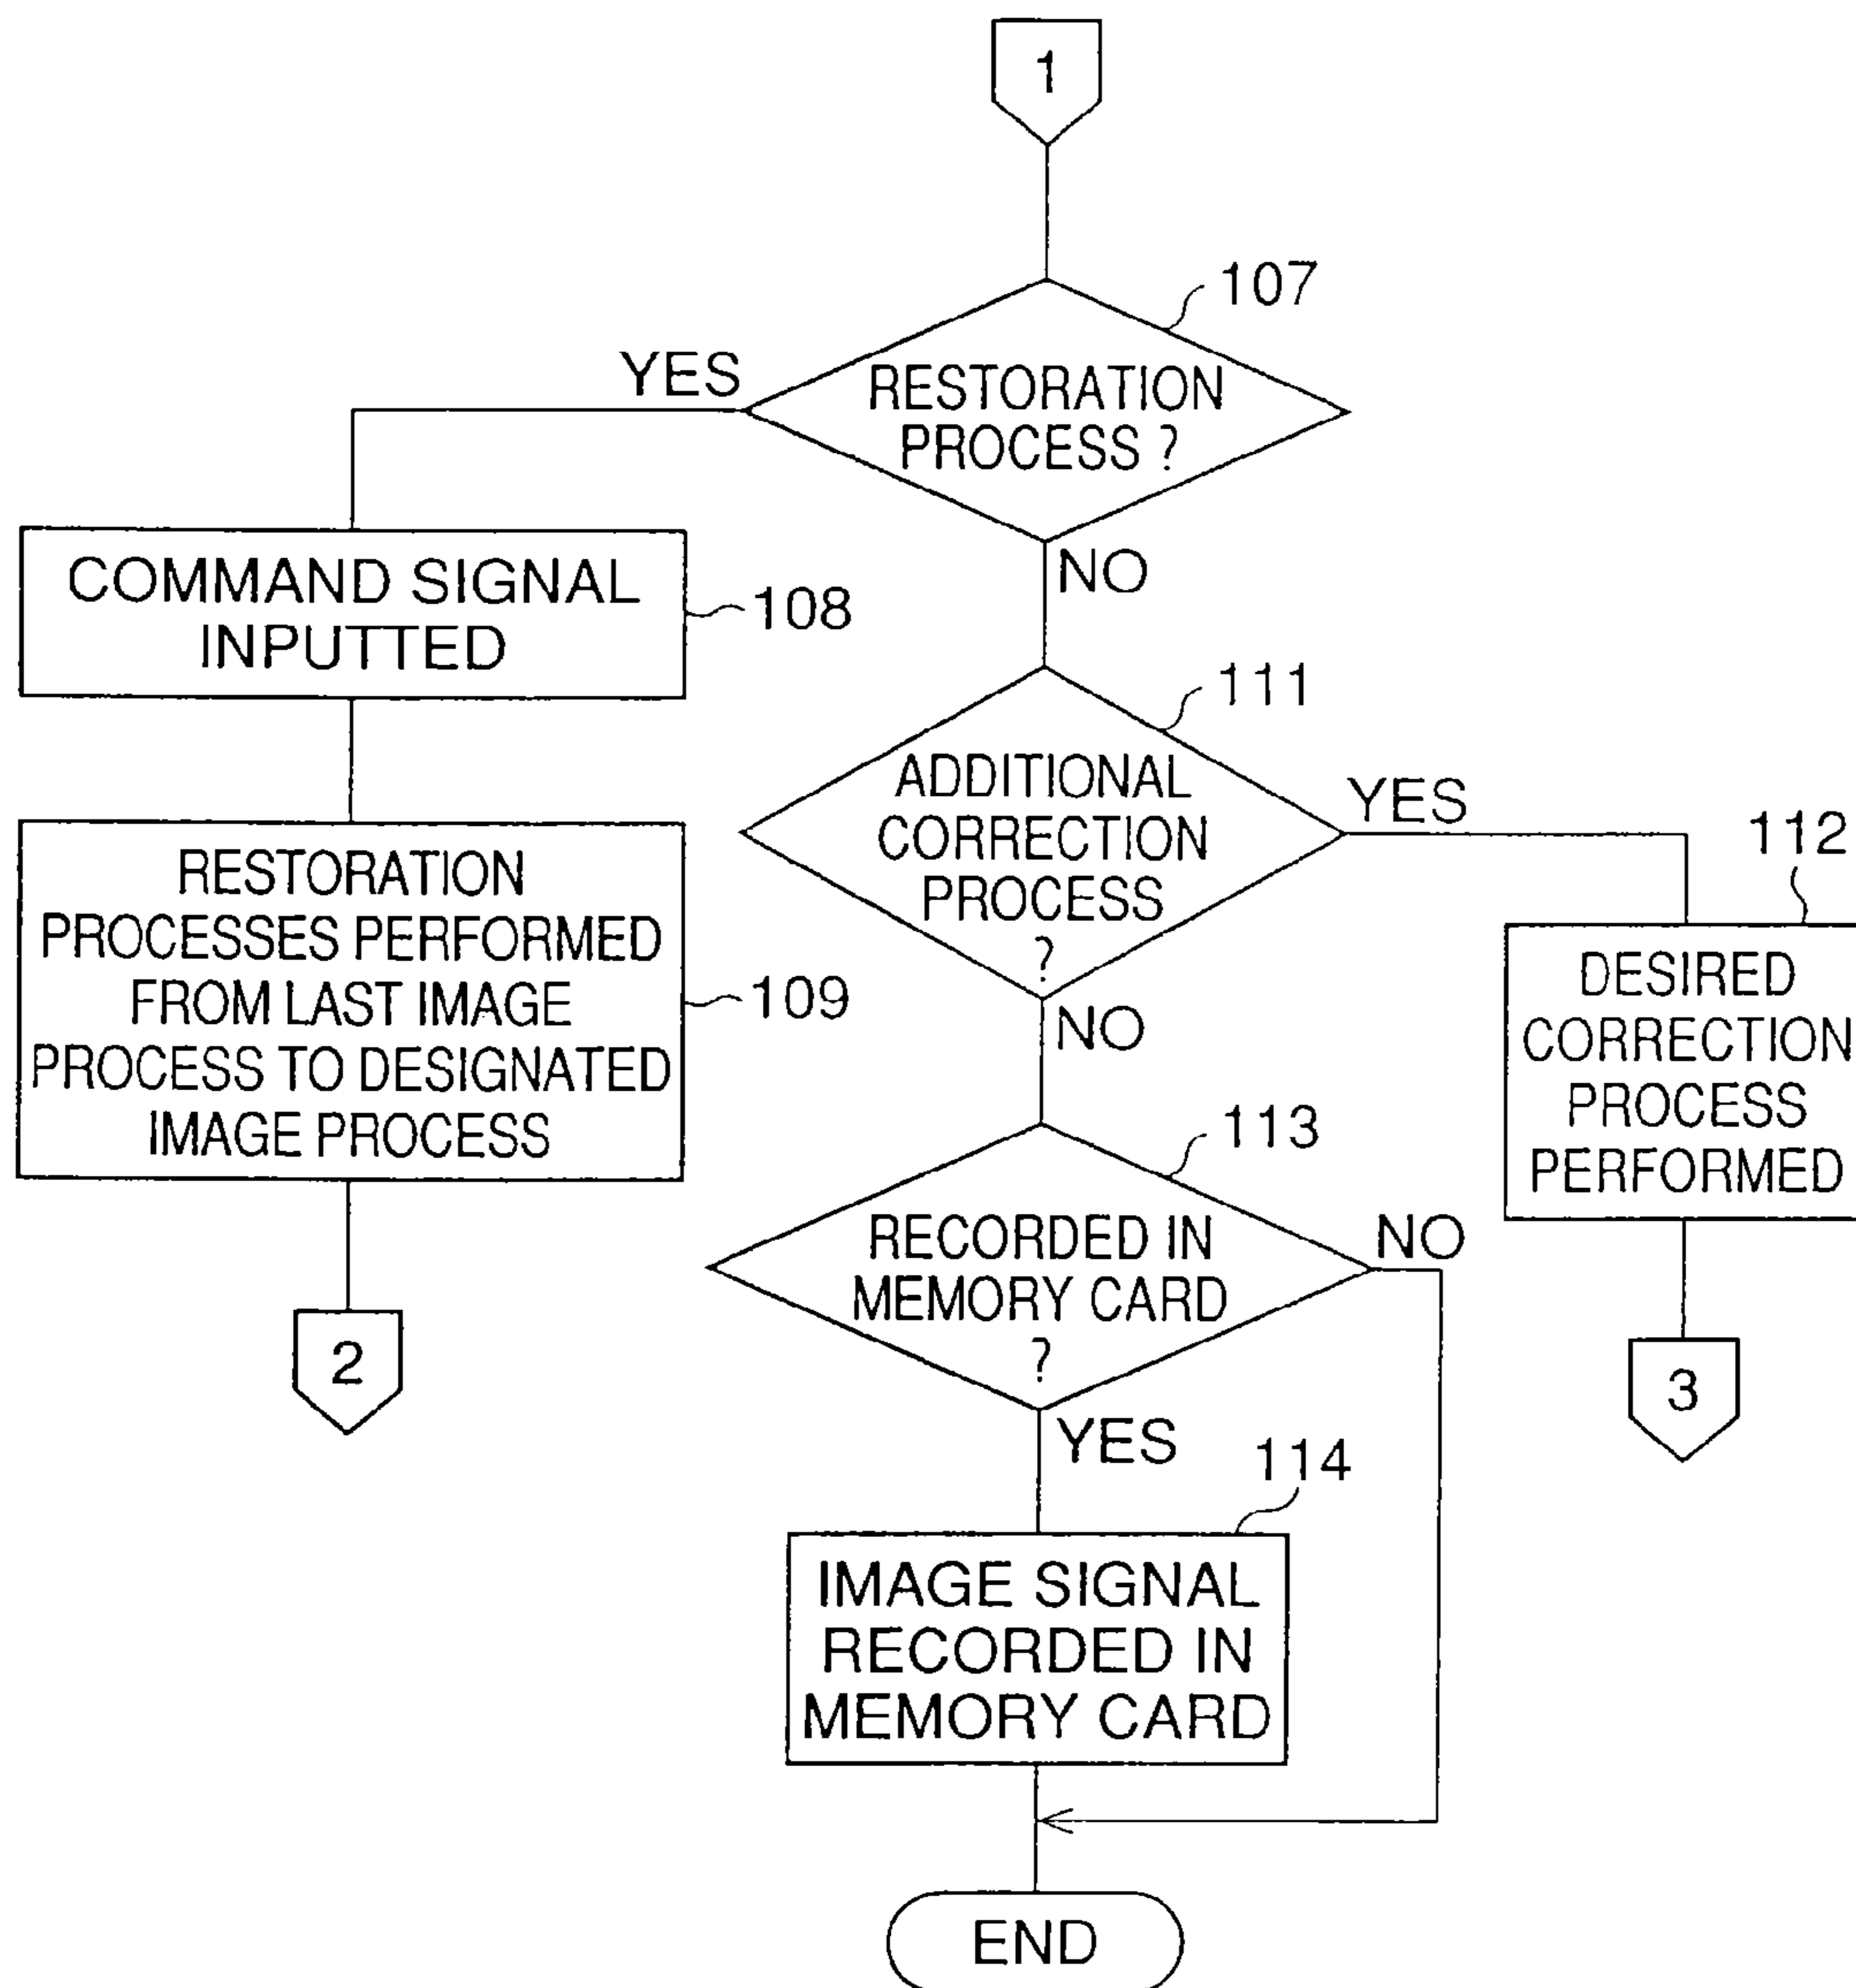 1
107
YES
RESTORATION
PROCESS ?
COMMAND SIGNAL
INPUTTED
108
NO
111
ADDITIONAL
CORRECTION
PROCESS
?
YES
112
RESTORATION
PROCESSES PERFORMED
FROM LAST IMAGE
PROCESS TO DESIGNATED
IMAGE PROCESS
109
DESIRED
CORRECTION
PROCESS
PERFORMED
NO
113
RECORDED IN
MEMORY CARD
?
NO
2
3
YES
114
IMAGE SIGNAL
RECORDED IN
MEMORY CARD
END